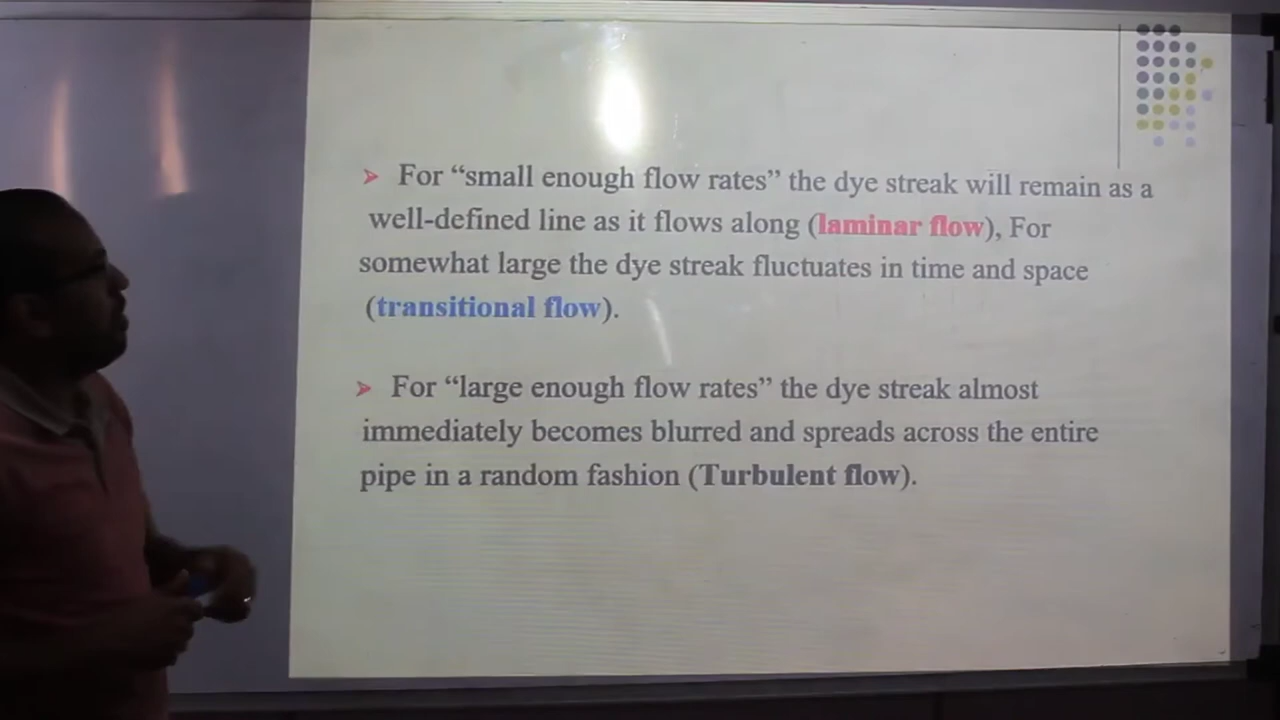 ➢ For “small enough flow rates” the dye streak will remain as a
well-defined line as it flows along (laminar flow), For
somewhat large the dye streak fluctuates in time and space
(transitional flow).
➢ For “large enough flow rates” the dye streak almost
immediately becomes blurred and spreads across the entire
pipe in a random fashion (Turbulent flow).